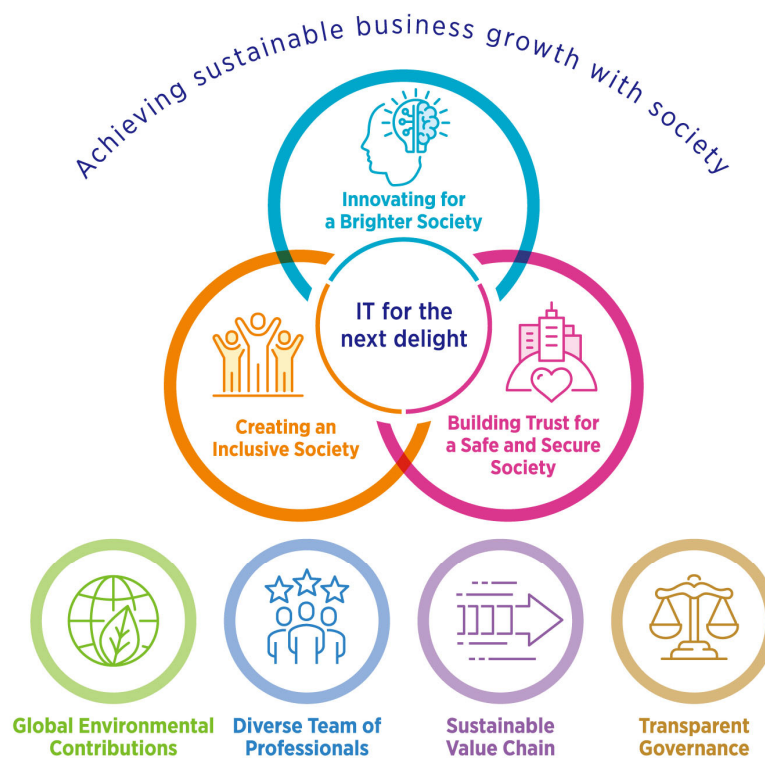 Achieving sustainable business growth with society
Innovating for
a Brighter Society
IT for the
next delight
Creating an
Inclusive Society
Building Trust for
a Safe and Secure
Society
Global Environmental
Contributions
Diverse Team of
Professionals
Sustainable
Value Chain
Transparent
Governance